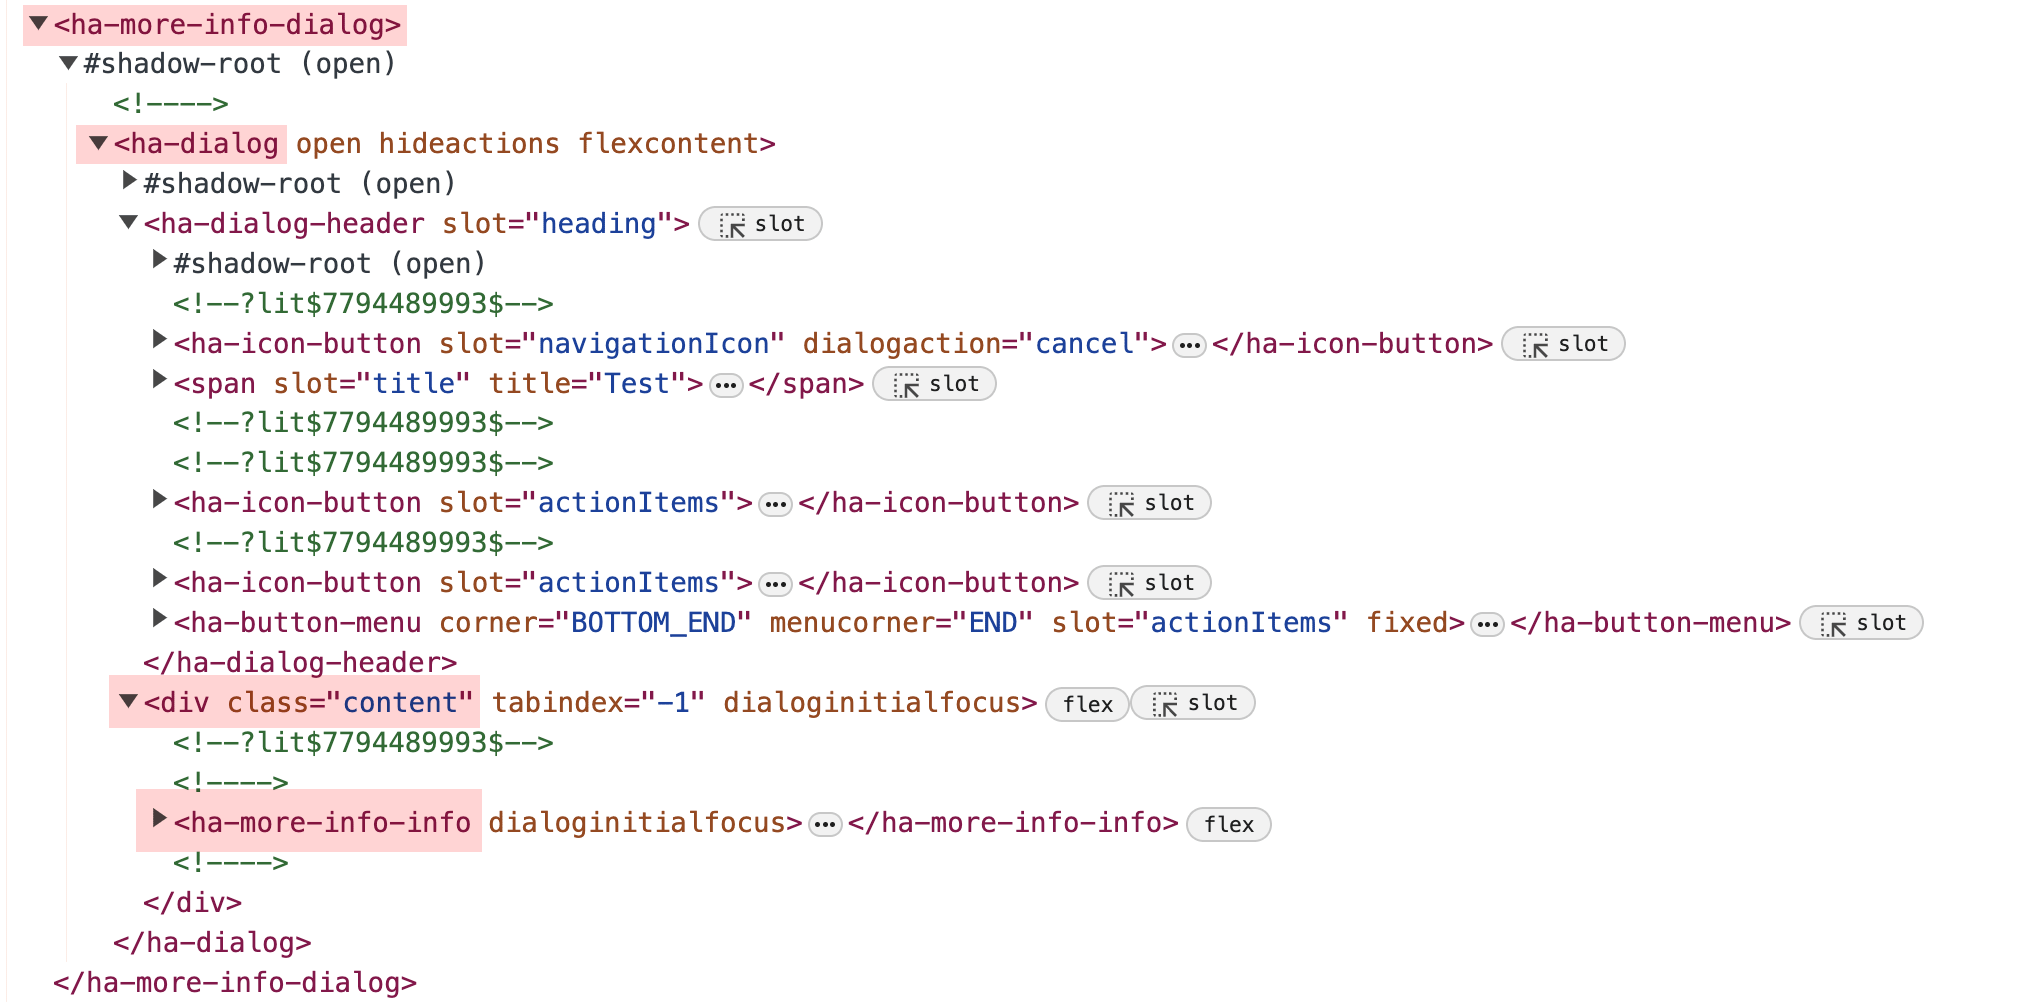 ▼<ha-more-info-dialog>
▼#shadow-root (open)
<!---->
▼<ha-dialog open hideactions flexcontent>
▶#shadow-root (open)
▼<ha-dialog-header slot="heading"> slot
▶#shadow-root (open)
<!--?lit$7794489993$-->
▶<ha-icon-button slot="navigationIcon" dialogaction="cancel">•••</ha-icon-button> slot
▶<span slot="title" title="Test">•••</span> slot
<!--?lit$7794489993$-->
<!--?lit$7794489993$-->
▶<ha-icon-button slot="actionItems">•••</ha-icon-button> slot
<!--?lit$7794489993$-->
▶<ha-icon-button slot="actionItems">•••</ha-icon-button> slot
▶<ha-button-menu corner="BOTTOM_END" menucorner="END" slot="actionItems" fixed>•••</ha-button-menu> slot
</ha-dialog-header>
▼<div class="content" tabindex="-1" dialoginitialfocus> flex slot
<!--?lit$7794489993$-->
<!---->
▶<ha-more-info-info dialoginitialfocus>•••</ha-more-info-info> flex
<!---->
</div>
</ha-dialog>
</ha-more-info-dialog>